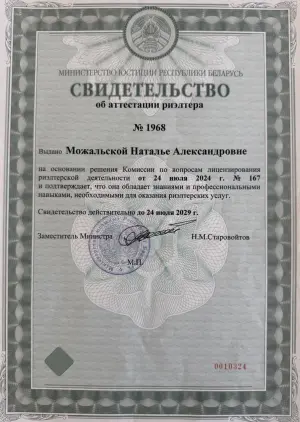 МИНИСТЕРСТВО ЮСТИЦИИ РЕСПУБЛИКИ БЕЛАРУСЬ
СВИДЕТЕЛЬСТВО
об аттестации риэлтера
№ 1968
Выдано Можальской Наталье Александровне
на основании решения Комиссии по вопросам лицензирования
риэлтерской деятельности от 24 июля 2024 г. № 167
и подтверждает, что она обладает знаниями и профессиональными
навыками, необходимыми для оказания риэлтерских услуг.
Свидетельство действительно до 24 июля 2029 г.
Заместитель Министра Н.М.Старовойтов
М.П.
0010324